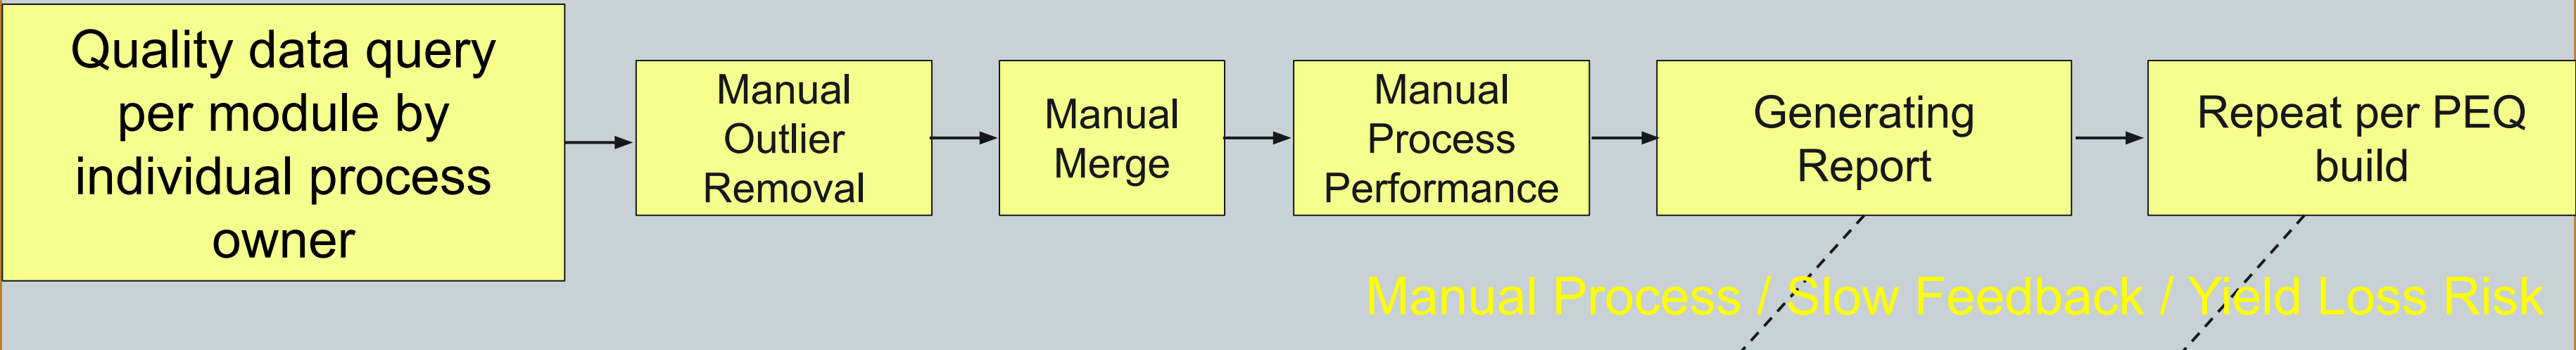 Quality data query
per module by
individual process
owner
Manual
Outlier
Removal
Manual
Merge
Manual
Process
Performance
Generating
Report
Repeat per PEQ
build
Manual Process / Slow Feedback / Yield Loss Risk